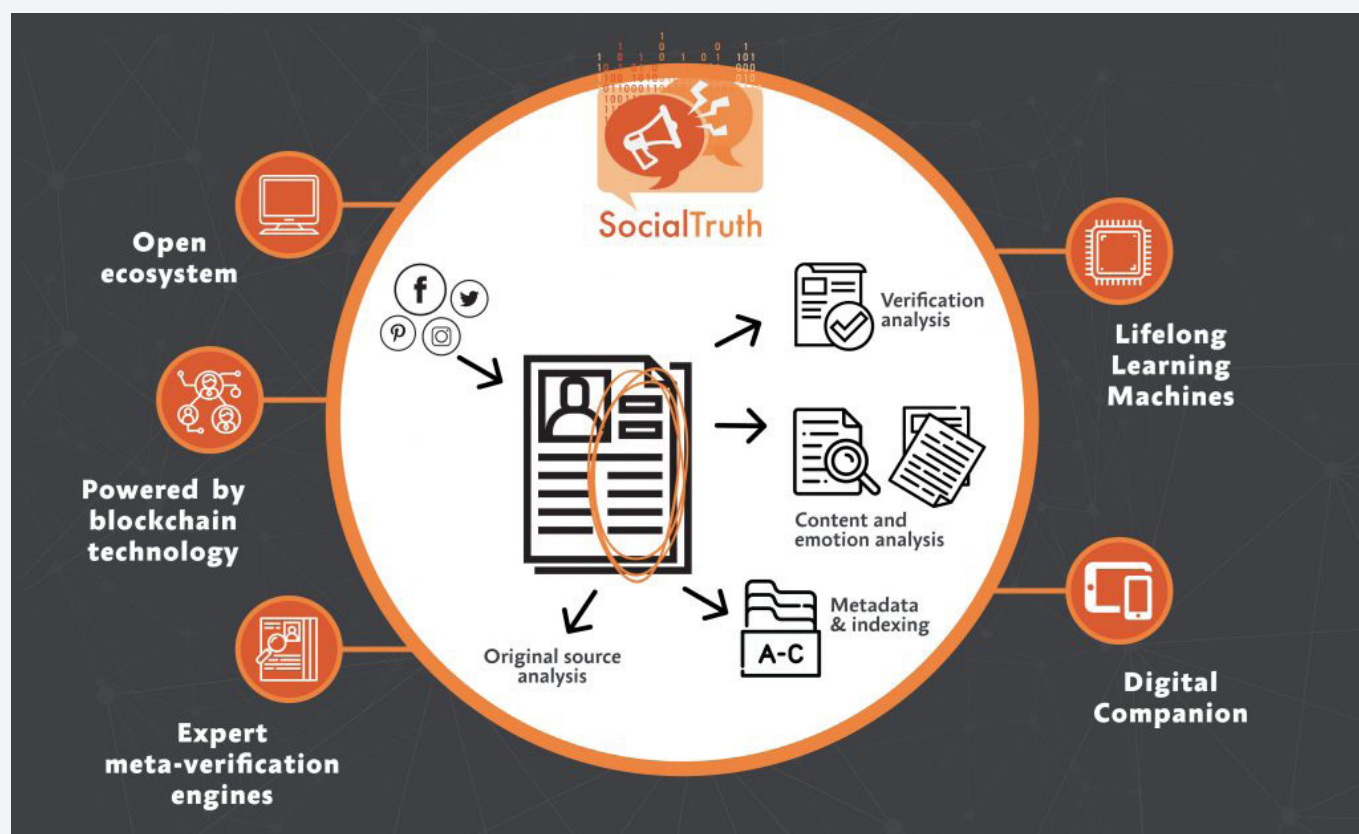 SocialTruth
Open
ecosystem
Powered by
blockchain
technology
Expert
meta-verification
engines
Verification
analysis
Content and
emotion analysis
Metadata
& indexing
A-C
Original source
analysis
Lifelong
Learning
Machines
Digital
Companion